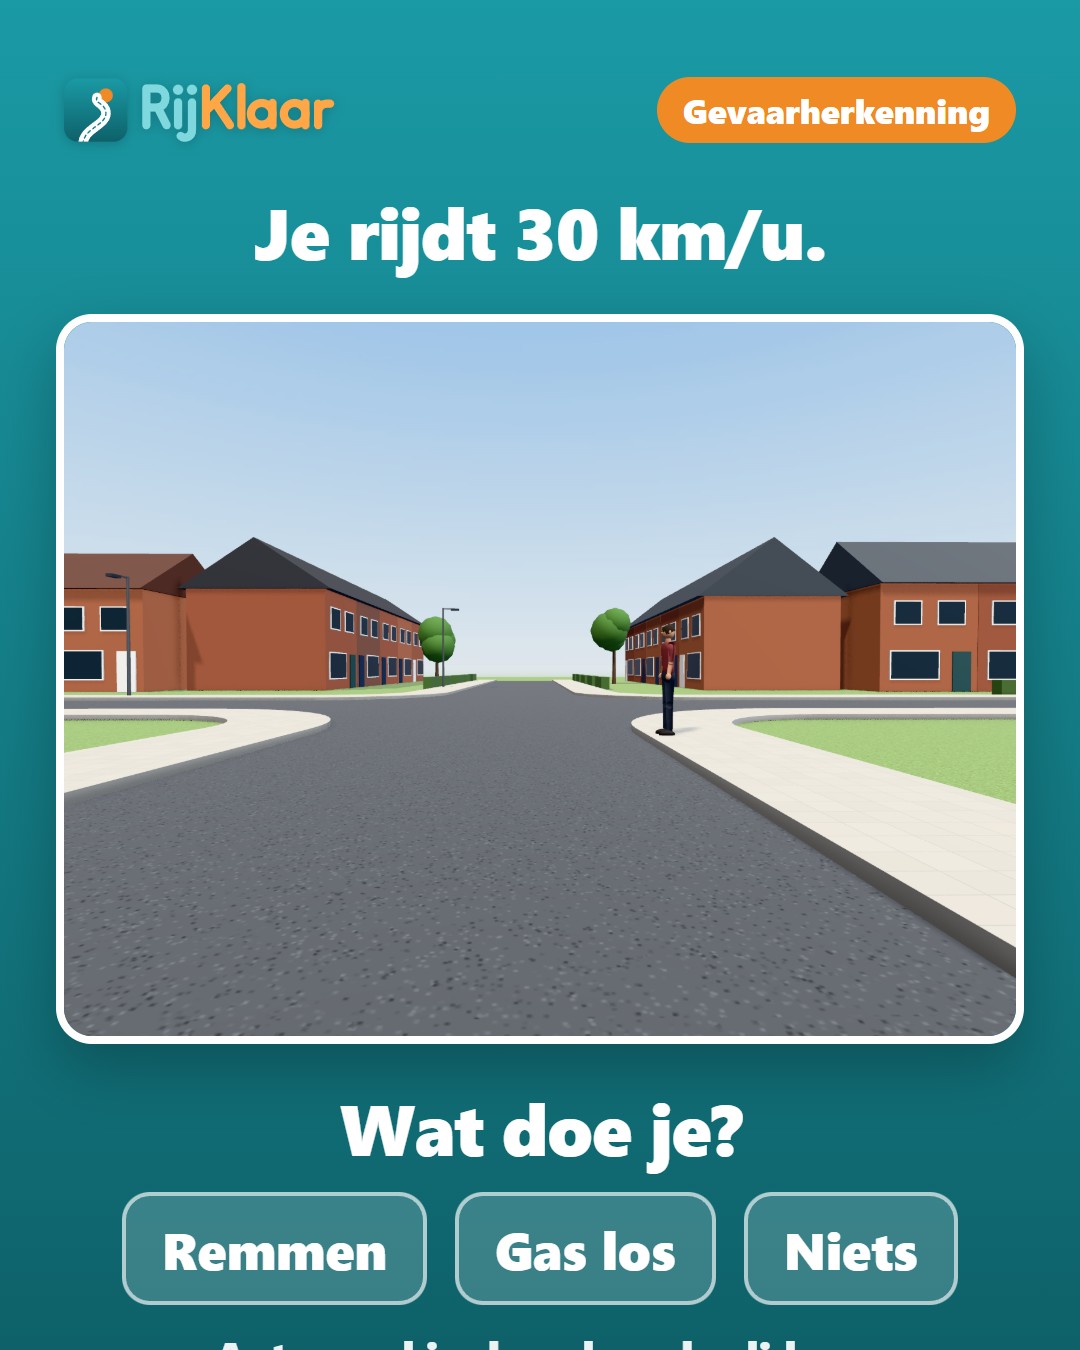 RijKlaar
Gevaarherkenning
Je rijdt 30 km/u.
Wat doe je?
Remmen
Gas los
Niets